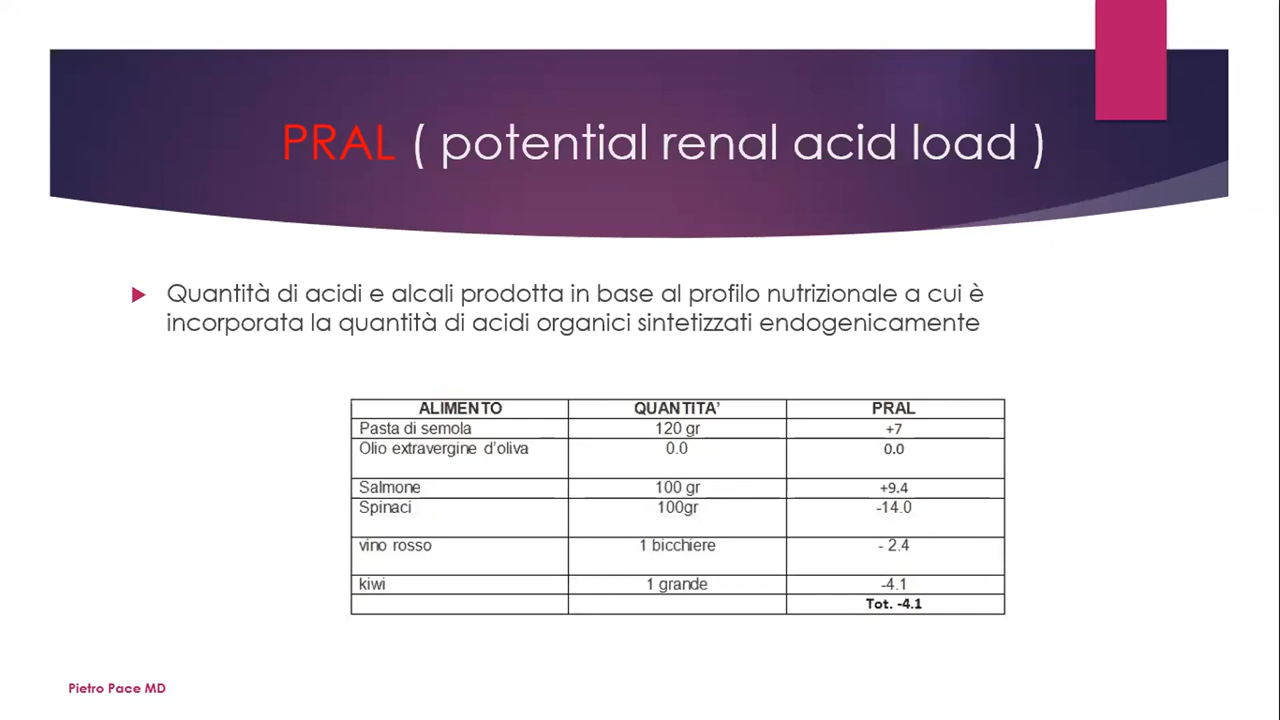 PRAL ( potential renal acid load )
Quantità di acidi e alcali prodotta in base al profilo nutrizionale a cui è
incorporata la quantità di acidi organici sintetizzati endogenicamente
ALIMENTO QUANTITA' PRAL
Pasta di semola 120 gr +7
Olio extravergine d'oliva 0.0 0.0
Salmone 100 gr +9.4
Spinaci 100gr -14.0
vino rosso 1 bicchiere - 2.4
kiwi 1 grande -4.1
Tot. -4.1
Pietro Pace MD